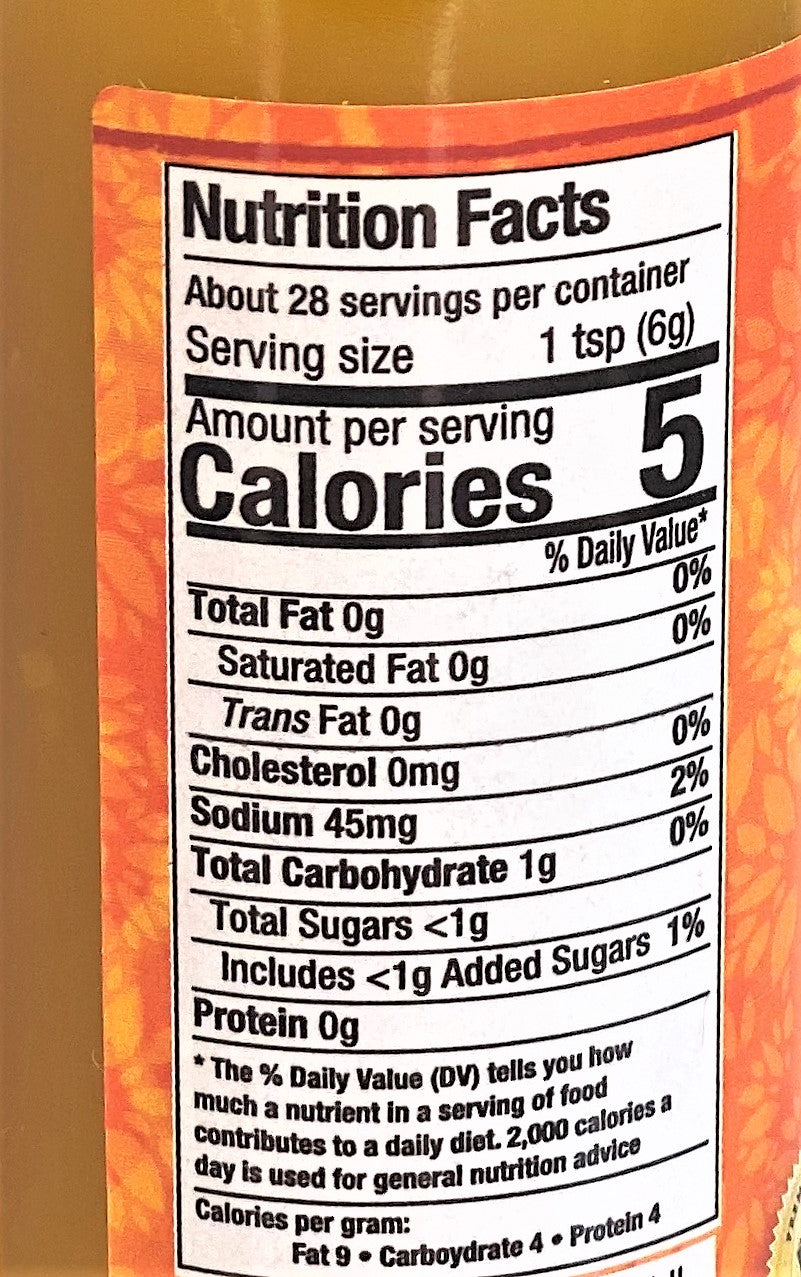 Nutrition Facts
About 28 servings per container
Serving size 1 tsp (6g)
Amount per serving
Calories 5
% Daily Value*
Total Fat 0g 0%
Saturated Fat 0g 0%
Trans Fat 0g
Cholesterol 0mg 0%
Sodium 45mg 2%
Total Carbohydrate 1g 0%
Total Sugars <1g
Includes <1g Added Sugars 1%
Protein 0g
* The % Daily Value (DV) tells you how
much a nutrient in a serving of food
contributes to a daily diet. 2,000 calories a
day is used for general nutrition advice
Calories per gram:
Fat 9 • Carboydrate 4 • Protein 4